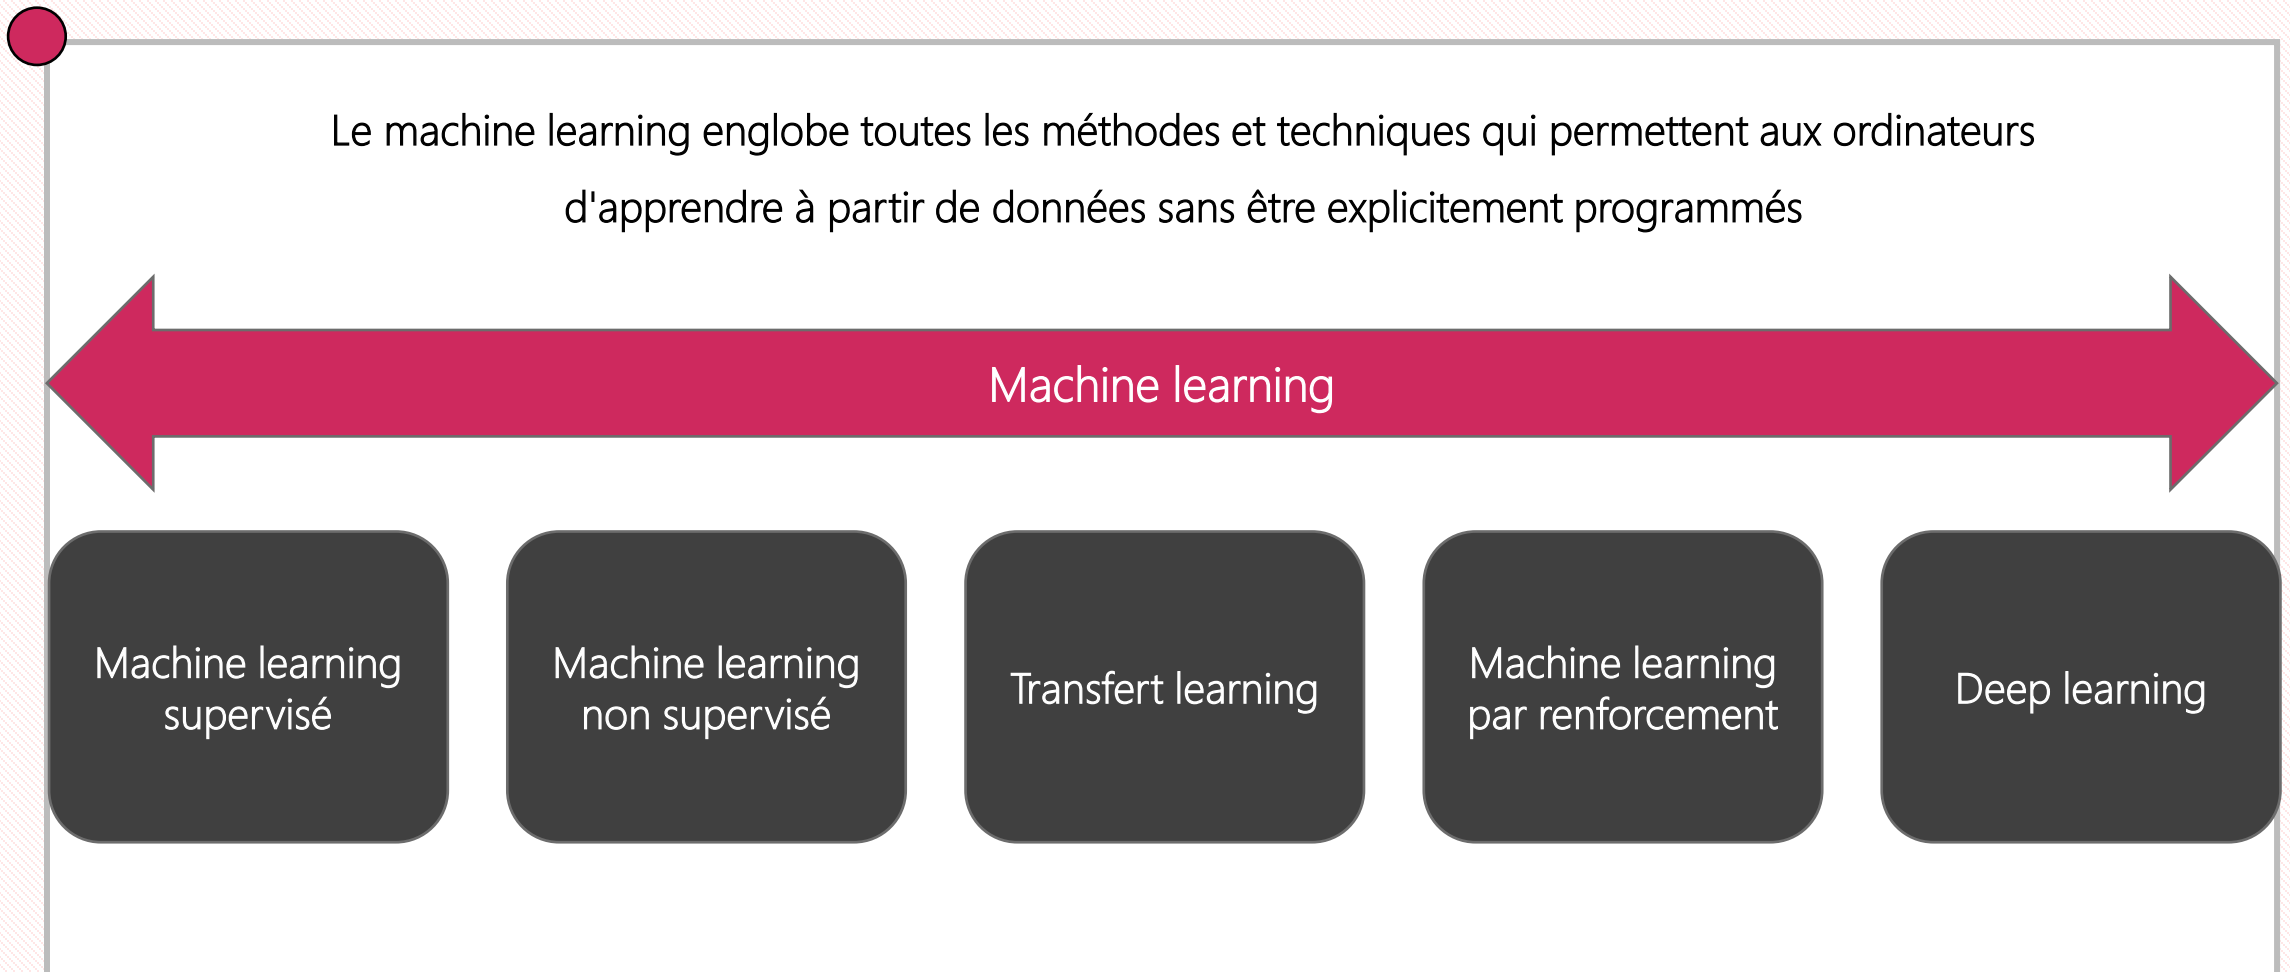 Le machine learning englobe toutes les méthodes et techniques qui permettent aux ordinateurs
d'apprendre à partir de données sans être explicitement programmés
Machine learning
Machine learning
supervisé
Machine learning
non supervisé
Transfert learning
Machine learning
par renforcement
Deep learning